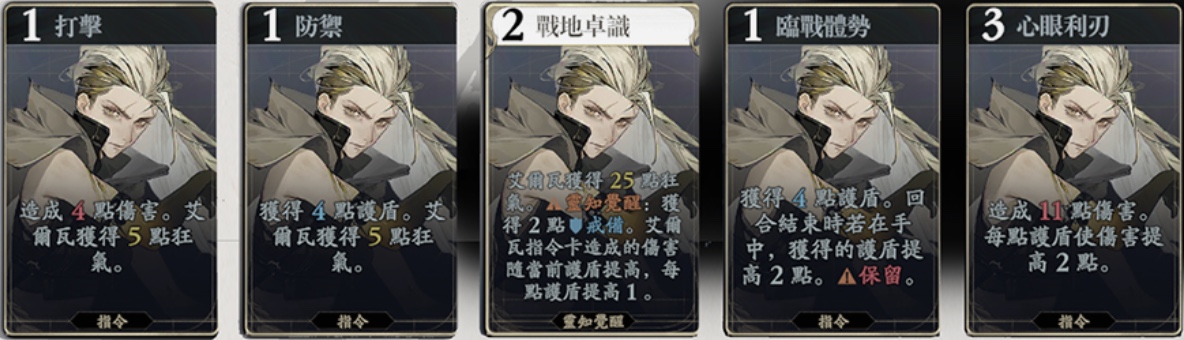 1 打擊
造成 4 點傷害。艾
爾瓦獲得 5 點狂
氣。
指令
1 防禦
獲得 4 點護盾。艾
爾瓦獲得 5 點狂
氣。
指令
2 戰地卓識
艾爾瓦獲得 25 點狂
氣。靈知覺醒：獲
得 2 點戒備。艾爾
瓦指令卡造成的傷害
隨當前護盾提高，每
點護盾提高 1。
靈知覺醒
1 臨戰體勢
獲得 4 點護盾。回
合結束時若在手
中，獲得的護盾提
高 2 點。保留。
指令
3 心眼利刃
造成 11 點傷害。
每點護盾使傷害提
高 2 點。
指令